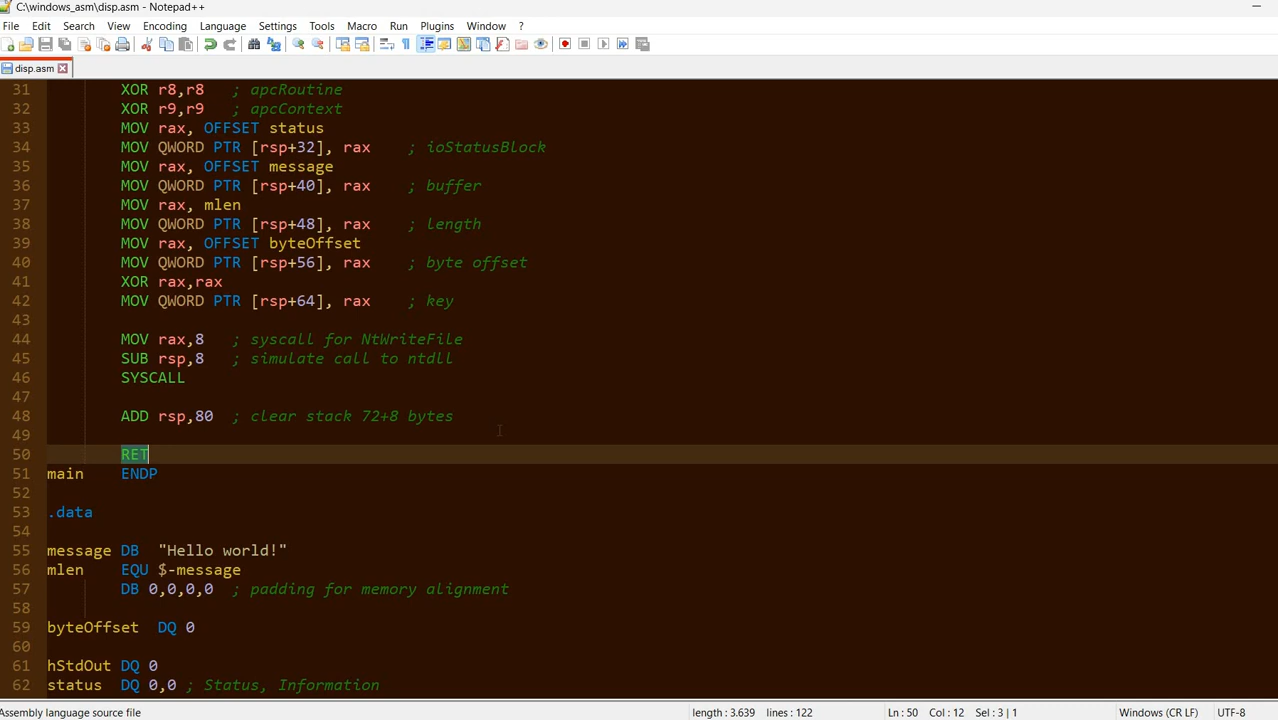 C:\windows_asm\disp.asm - Notepad++
File Edit Search View Encoding Language Settings Tools Macro Run Plugins Window ?
disp.asm
31 XOR r8,r8 ; apcRoutine
32 XOR r9,r9 ; apcContext
33 MOV rax, OFFSET status
34 MOV QWORD PTR [rsp+32], rax ; ioStatusBlock
35 MOV rax, OFFSET message
36 MOV QWORD PTR [rsp+40], rax ; buffer
37 MOV rax, mlen
38 MOV QWORD PTR [rsp+48], rax ; length
39 MOV rax, OFFSET byteOffset
40 MOV QWORD PTR [rsp+56], rax ; byte offset
41 XOR rax,rax
42 MOV QWORD PTR [rsp+64], rax ; key
43
44 MOV rax,8 ; syscall for NtWriteFile
45 SUB rsp,8 ; simulate call to ntdll
46 SYSCALL
47
48 ADD rsp,80 ; clear stack 72+8 bytes
49
50 RET
51 main ENDP
52
53 .data
54
55 message DB "Hello world!"
56 mlen EQU $-message
57 DB 0,0,0,0 ; padding for memory alignment
58
59 byteOffset DQ 0
60
61 hStdOut DQ 0
62 status DQ 0,0 ; Status, Information
Assembly language source file length : 3.639 lines : 122 Ln : 50 Col : 12 Sel : 3 | 1 Windows (CR LF) UTF-8